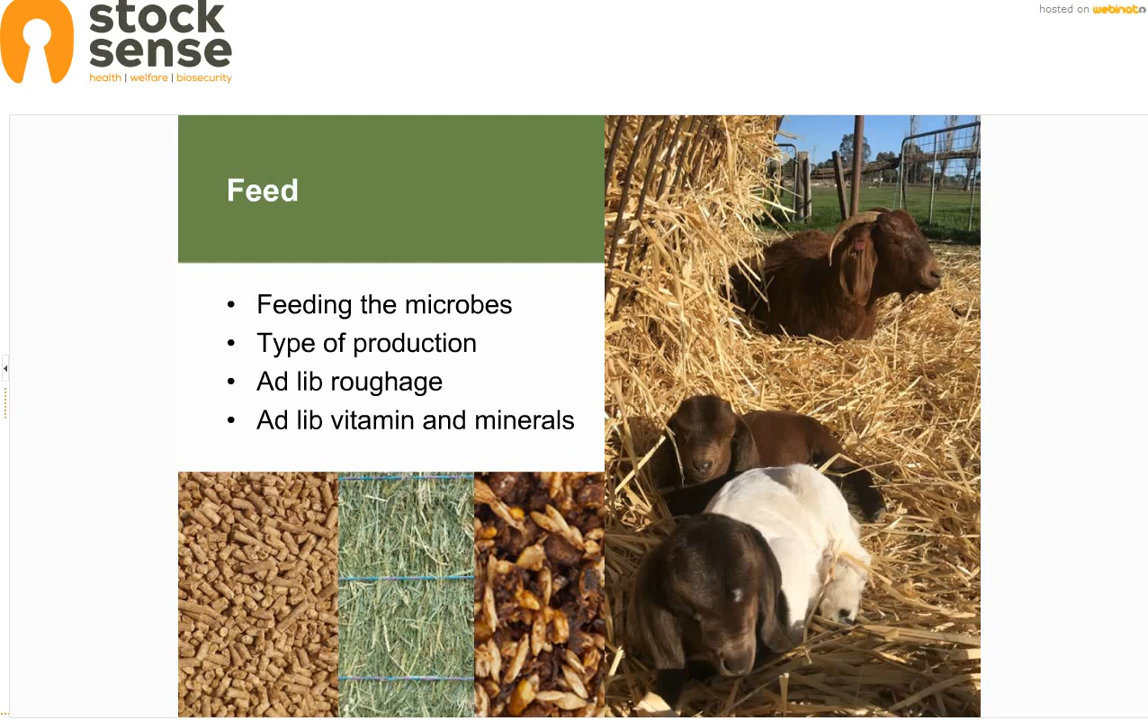 stock
sense
health | welfare | biosecurity
hosted on webinato
Feed
• Feeding the microbes
• Type of production
• Ad lib roughage
• Ad lib vitamin and minerals